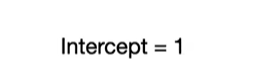 Intercept = 1